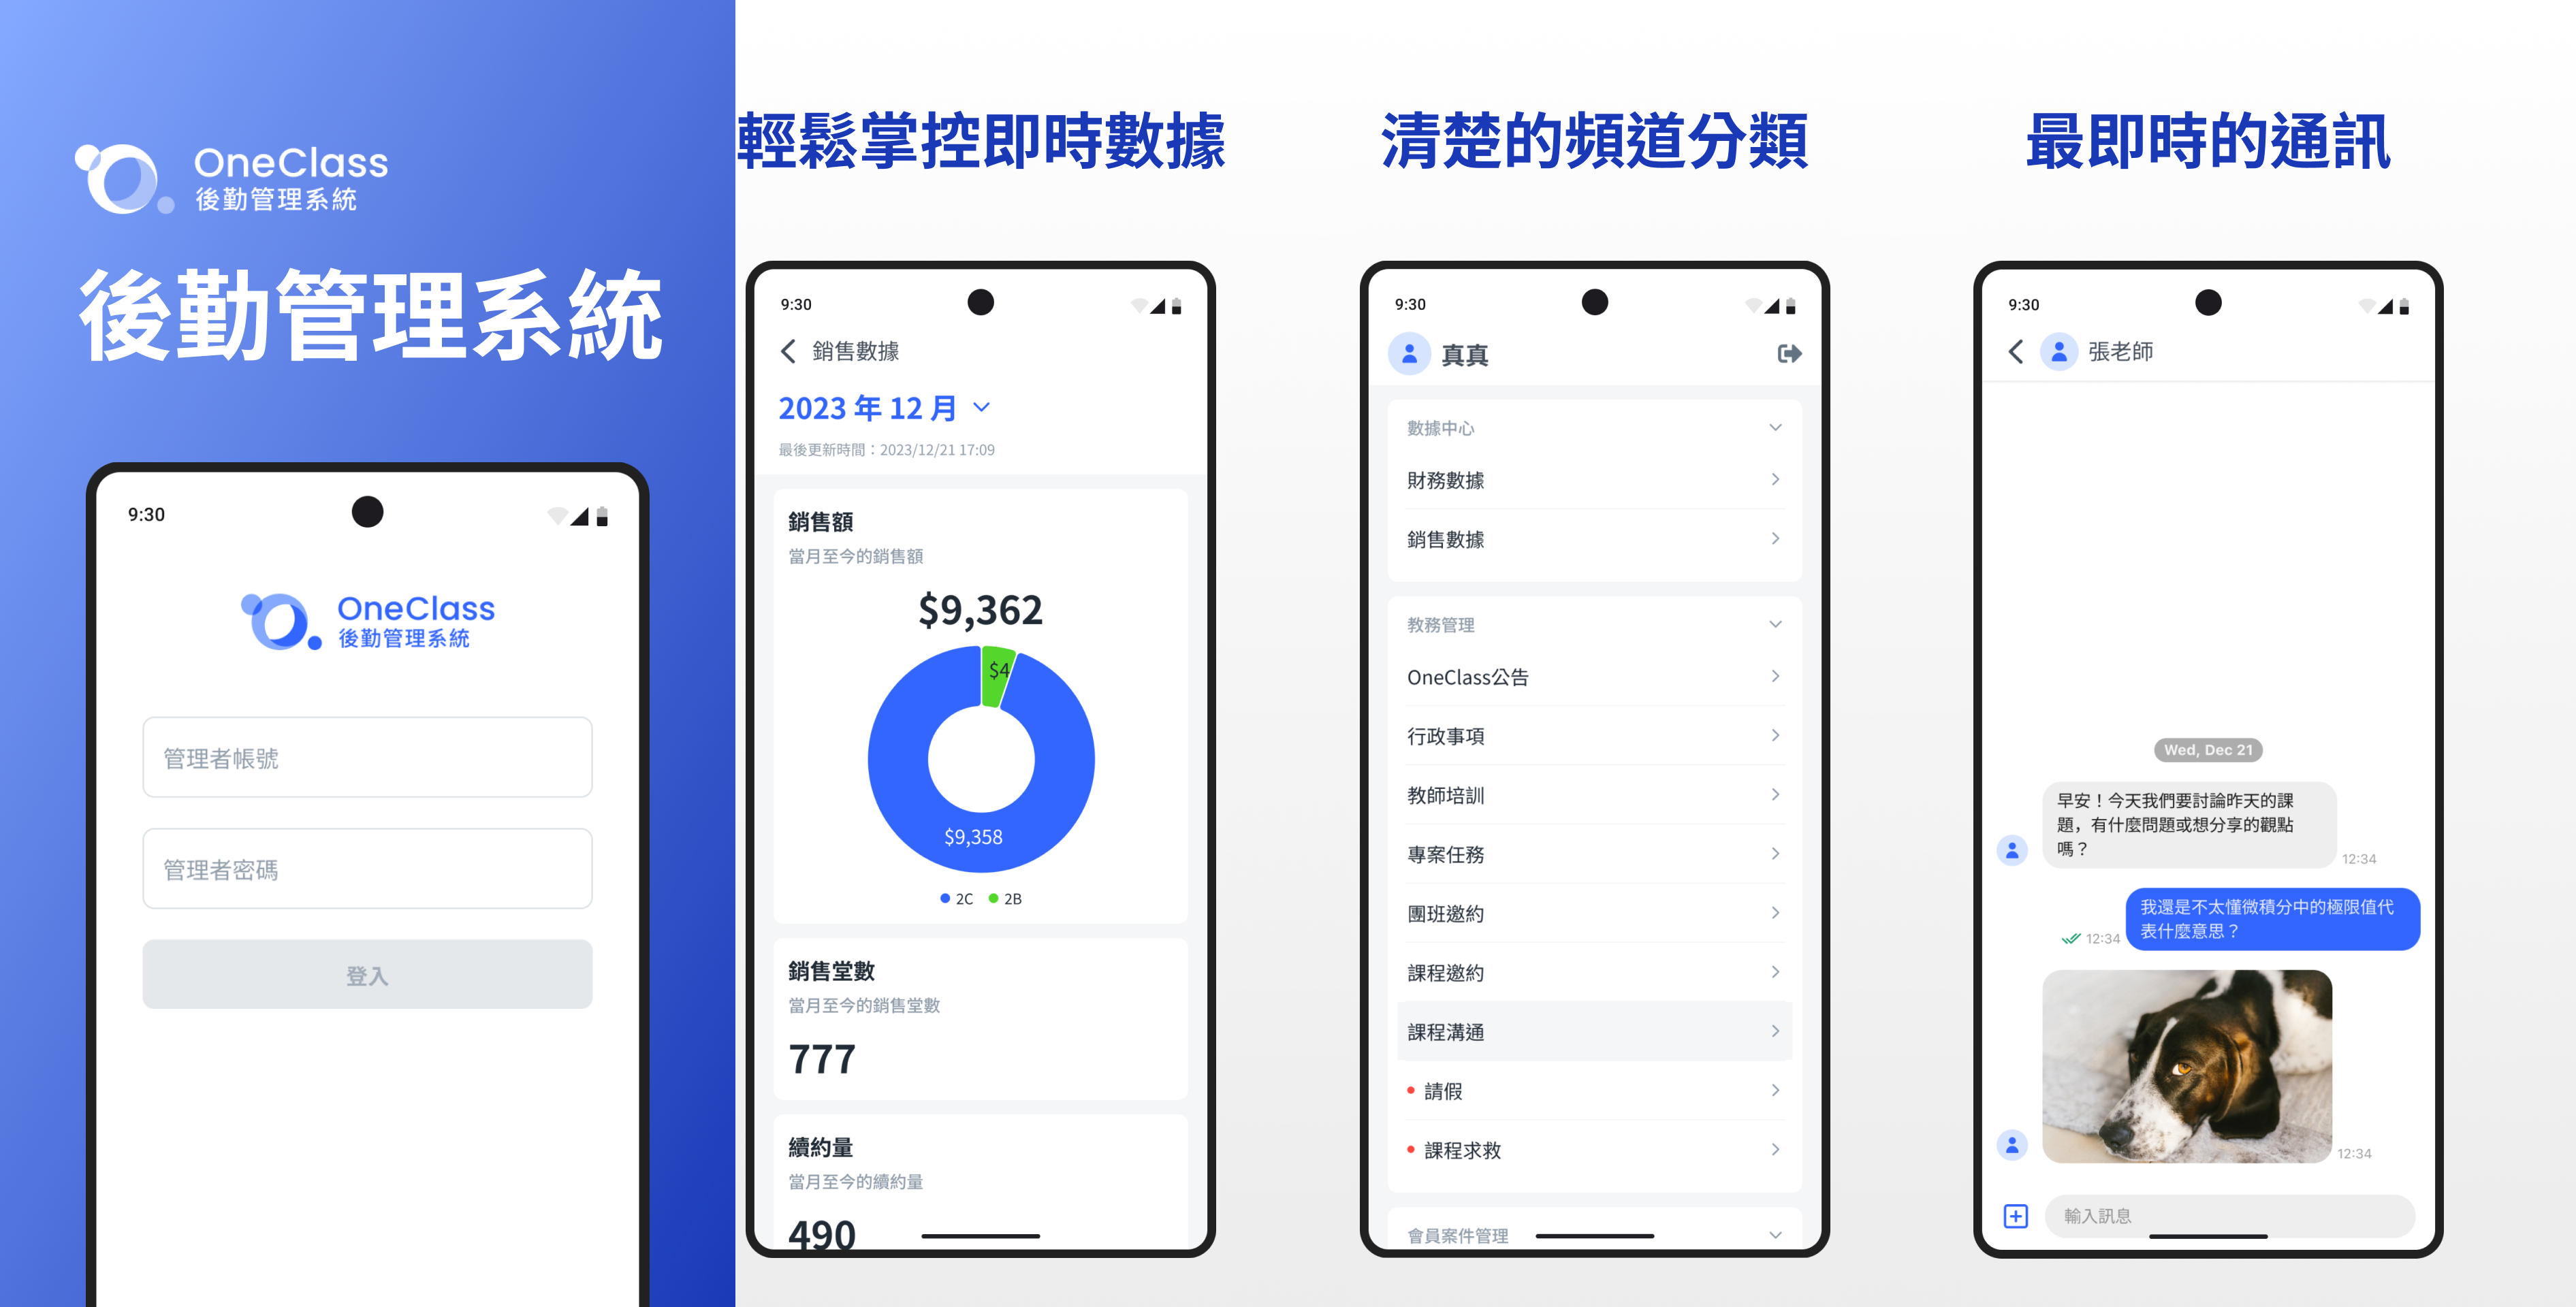 OneClass
後勤管理系統
後勤管理系統
9:30
OneClass
後勤管理系統
管理者帳號
管理者密碼
登入
輕鬆掌控即時數據
9:30
銷售數據
2023 年 12 月
最後更新時間：2023/12/21 17:09
銷售額
當月至今的銷售額
$9,362
$4
$9,358
2C
2B
銷售堂數
當月至今的銷售堂數
777
續約量
當月至今的續約量
490
清楚的頻道分類
9:30
真真
數據中心
財務數據
銷售數據
教務管理
OneClass公告
行政事項
教師培訓
專案任務
團班邀約
課程邀約
課程溝通
請假
課程求救
會員案件管理
最即時的通訊
9:30
張老師
Wed, Dec 21
早安！今天我們要討論昨天的課
題，有什麼問題或想分享的觀點
嗎？
12:34
我還是不太懂微積分中的極限值代
表什麼意思？
12:34
12:34
輸入訊息